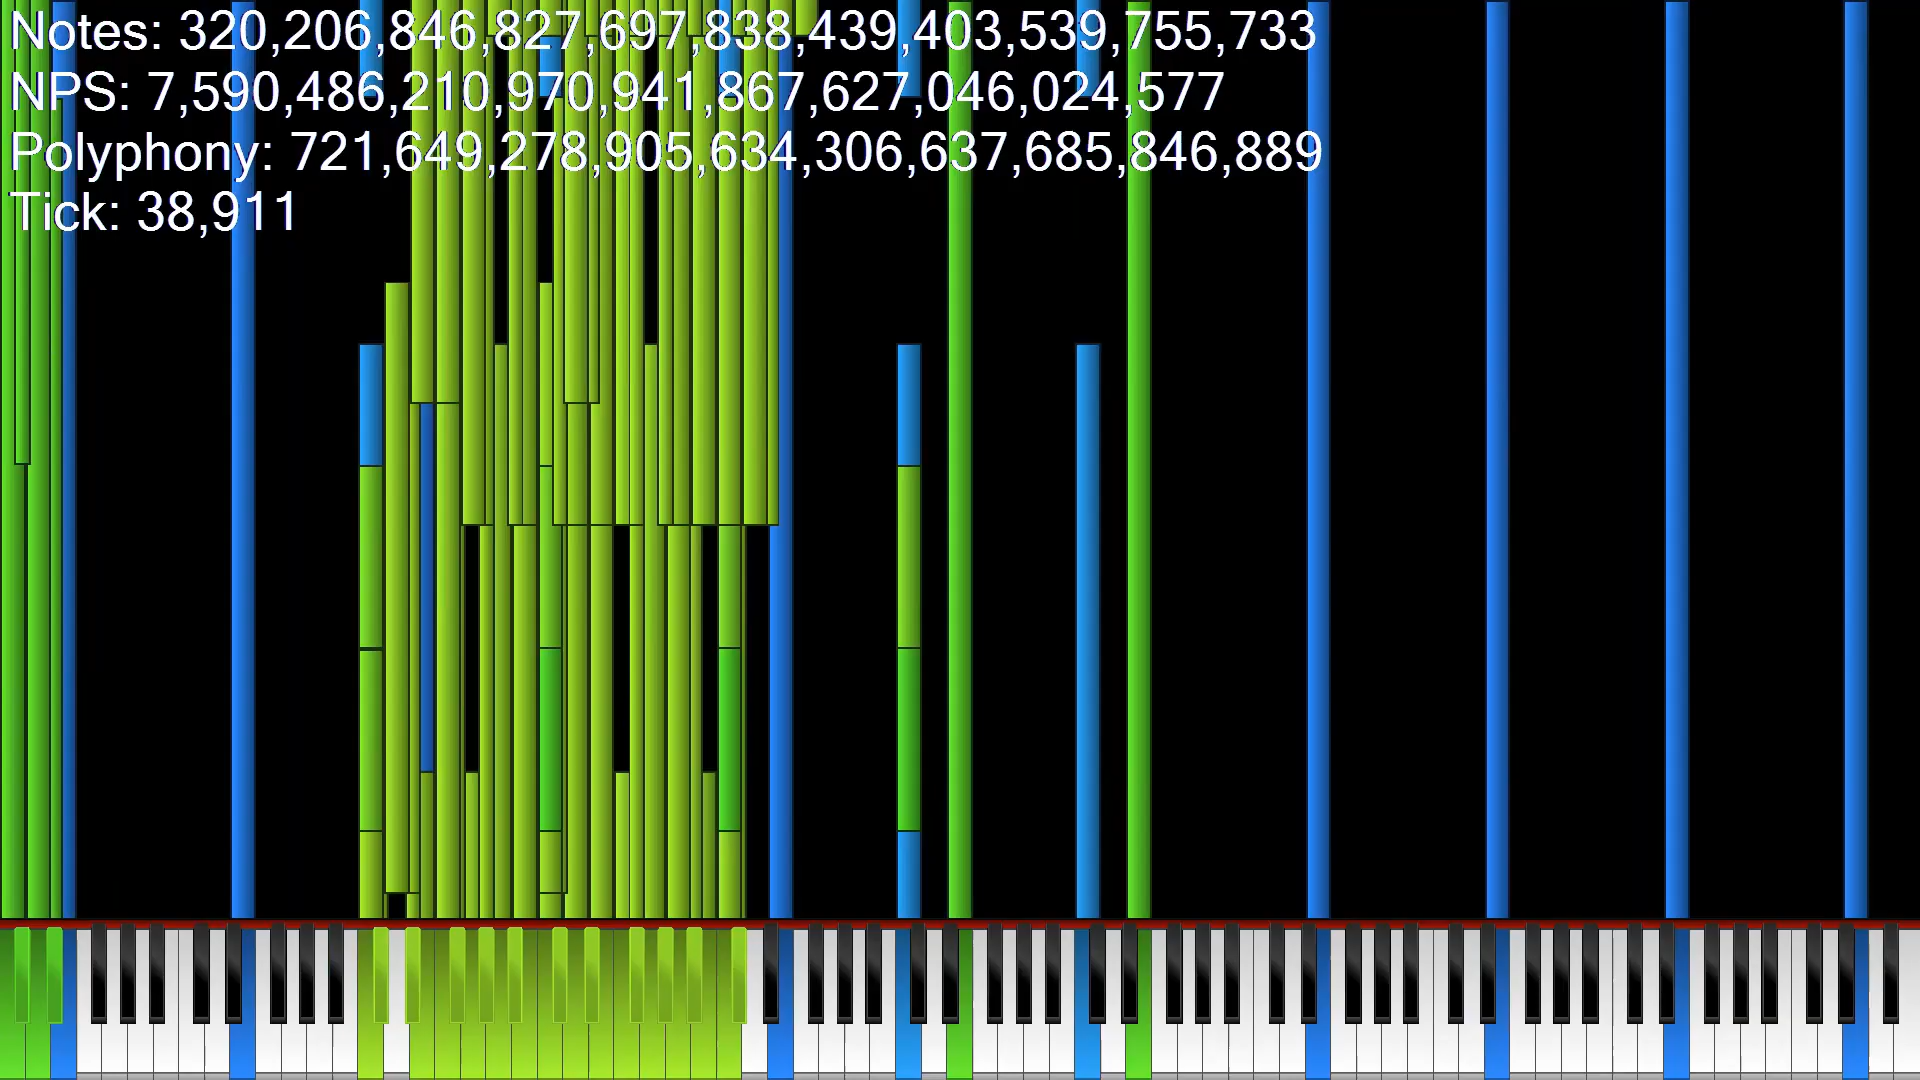 Notes: 320,206,846,827,697,838,439,403,539,755,733
NPS: 7,590,486,210,970,941,867,627,046,024,577
Polyphony: 721,649,278,905,634,306,637,685,846,889
Tick: 38,911